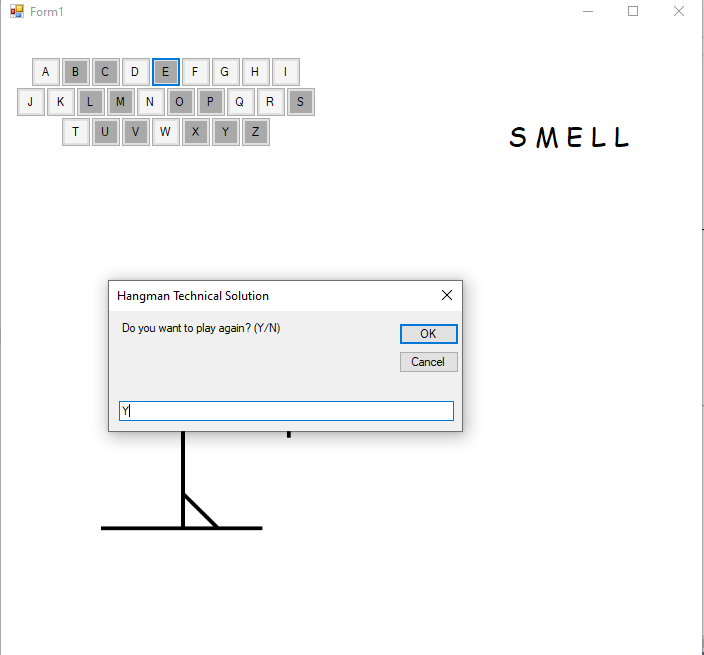 Form1
A B C D E F G H I
J K L M N O P Q R S
T U V W X Y Z
S M E L L
Hangman Technical Solution
Do you want to play again? (Y/N)
OK
Cancel
Y